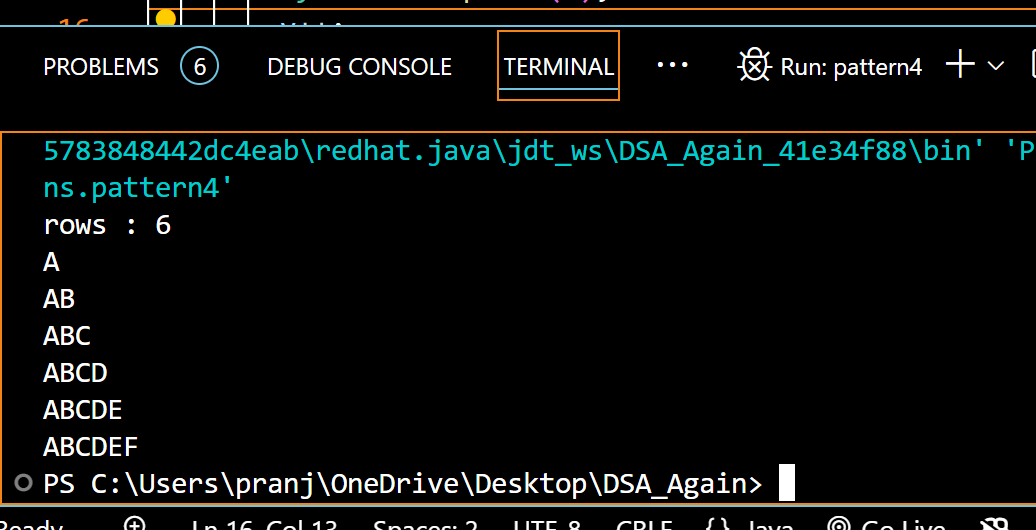 16
PROBLEMS 6 DEBUG CONSOLE TERMINAL ... Run: pattern4
5783848442dc4eab\redhat.java\jdt_ws\DSA_Again_41e34f88\bin' 'P
ns.pattern4'
rows : 6
A
AB
ABC
ABCD
ABCDE
ABCDEF
PS C:\Users\pranj\OneDrive\Desktop\DSA_Again>
Ready Ln 16, Col 13 Spaces: 2 UTF-8 CRLF {} Java Go Live